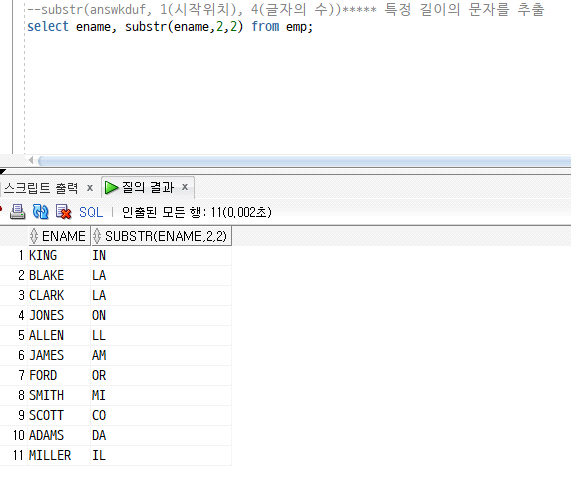 --substr(answkduf, 1(시작위치), 4(글자의 수))***** 특정 길이의 문자를 추출
select ename, substr(ename,2,2) from emp;
스크립트 출력 x 질의 결과 x
SQL | 인출된 모든 행: 11(0,002초)
ENAME SUBSTR(ENAME,2,2)
1 KING IN
2 BLAKE LA
3 CLARK LA
4 JONES ON
5 ALLEN LL
6 JAMES AM
7 FORD OR
8 SMITH MI
9 SCOTT CO
10 ADAMS DA
11 MILLER IL